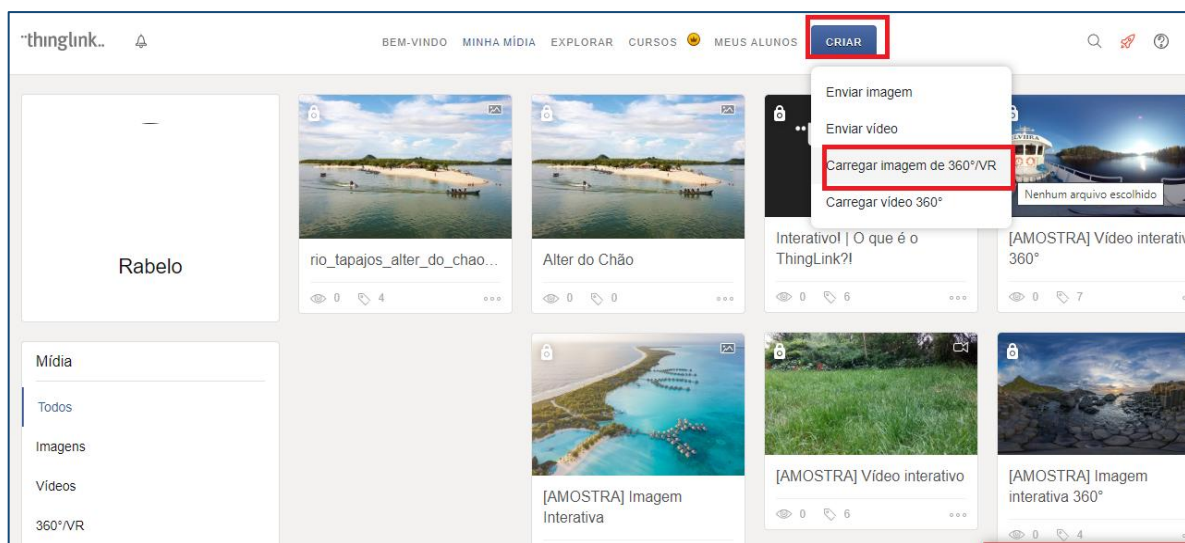 thinglink..
BEM-VINDO MINHA MÍDIA EXPLORAR CURSOS MEUS ALUNOS CRIAR
Enviar imagem
Enviar vídeo
Carregar imagem de 360°/VR
Carregar vídeo 360°
Nenhum arquivo escolhido
Rabelo
rio_tapajos_alter_do_chao...
0 4
Alter do Chão
0 0
Interativo! | O que é o
ThingLink?!
0 6
[AMOSTRA] Vídeo interativ
360°
0 7
Mídia
Todos
Imagens
Vídeos
360°/VR
[AMOSTRA] Imagem
Interativa
[AMOSTRA] Vídeo interativo
0 6
[AMOSTRA] Imagem
interativa 360°
0 4